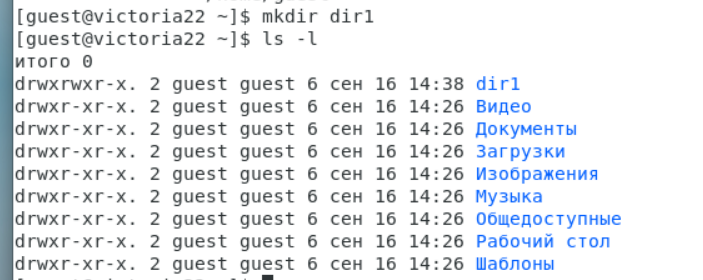 [guest@victoria22 ~]$ mkdir dir1
[guest@victoria22 ~]$ ls -l
итого 0
drwxrwxr-x. 2 guest guest 6 сен 16 14:38 dir1
drwxr-xr-x. 2 guest guest 6 сен 16 14:26 Видео
drwxr-xr-x. 2 guest guest 6 сен 16 14:26 Документы
drwxr-xr-x. 2 guest guest 6 сен 16 14:26 Загрузки
drwxr-xr-x. 2 guest guest 6 сен 16 14:26 Изображения
drwxr-xr-x. 2 guest guest 6 сен 16 14:26 Музыка
drwxr-xr-x. 2 guest guest 6 сен 16 14:26 Общедоступные
drwxr-xr-x. 2 guest guest 6 сен 16 14:26 Рабочий стол
drwxr-xr-x. 2 guest guest 6 сен 16 14:26 Шаблоны